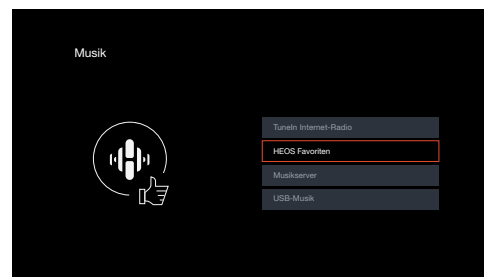 Musik
TuneIn Internet-Radio
HEOS Favoriten
Musikserver
USB-Musik